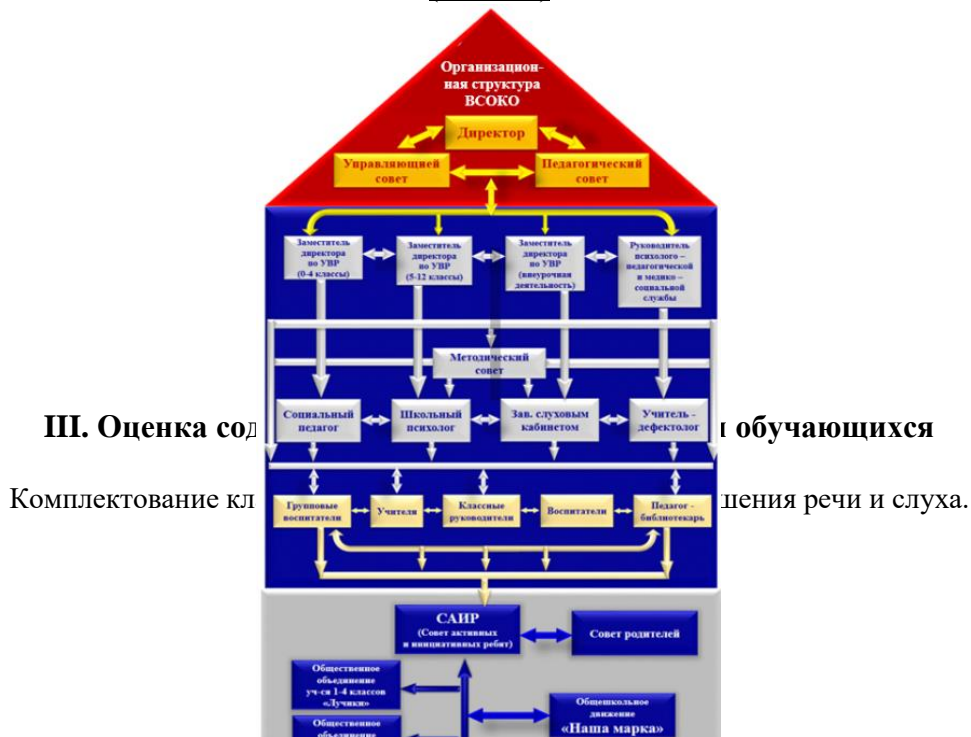 Организацион-
ная структура
ВСОКО
Директор
Управляющией
совет
Педагогический
совет
Заместитель
директора
по УВР
(0-4 классы)
Заместитель
директора
по УВР
(5-12 классы)
Заместитель
директора
по УВР
(внеурочная
деятельность)
Руководитель
психолого –
педагогической
и медико –
социальной
службы
Методический
совет
Социальный
педагог
Школьный
психолог
Зав. слуховым
кабинетом
Учитель -
дефектолог
III. Оценка сод
обучающихся
Комплектование кл
шения речи и слуха.
Групповые
воспитатели
Учителя
Классные
руководители
Воспитатели
Педагог -
библиотекарь
САИР
(Совет активных
и инициативных ребят)
Совет родителей
Общественное
объединение
уч-ся 1-4 классов
«Лучики»
Общешкольное
движение
«Наша марка»
Общественное
объединение